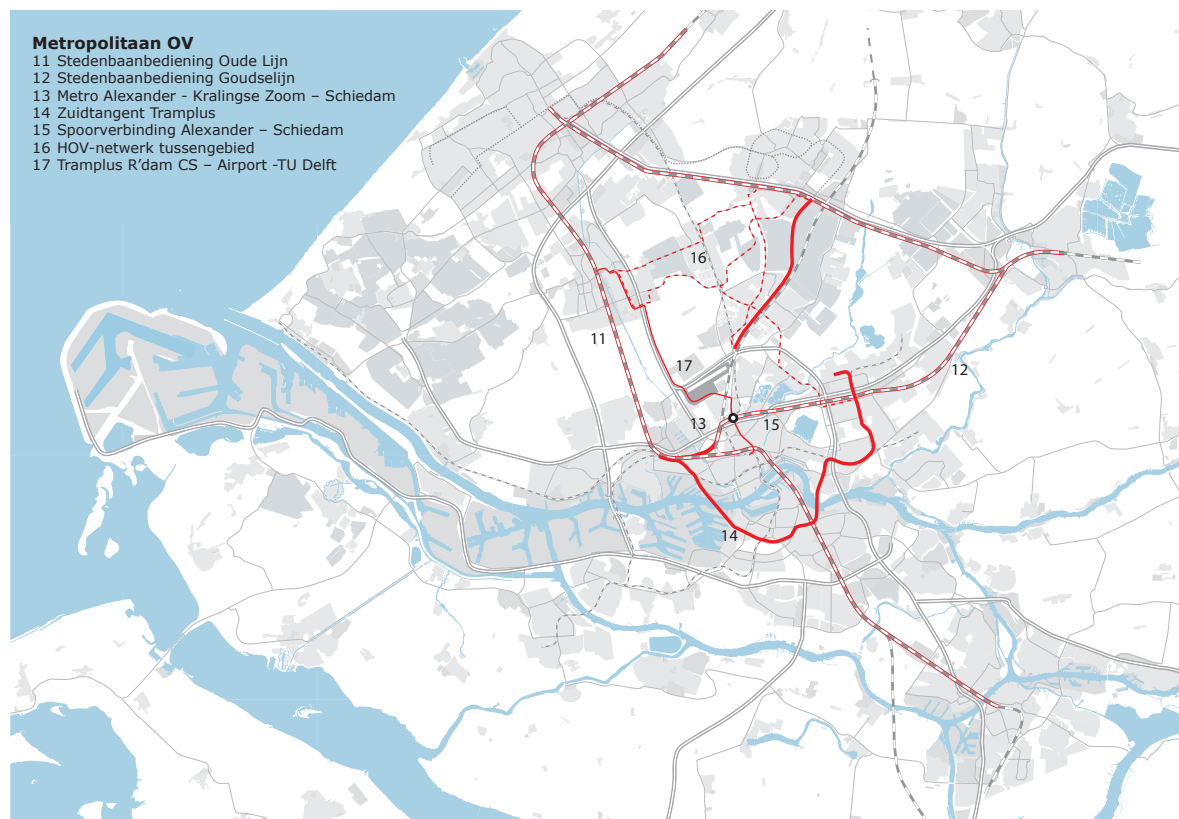 Metropolitaan OV
11 Stedenbaanbediening Oude Lijn
12 Stedenbaanbediening Goudselijn
13 Metro Alexander - Kralingse Zoom – Schiedam
14 Zuidtangent Tramplus
15 Spoorverbinding Alexander – Schiedam
16 HOV-netwerk tussengebied
17 Tramplus R’dam CS – Airport -TU Delft
16
11
17
12
13
15
14